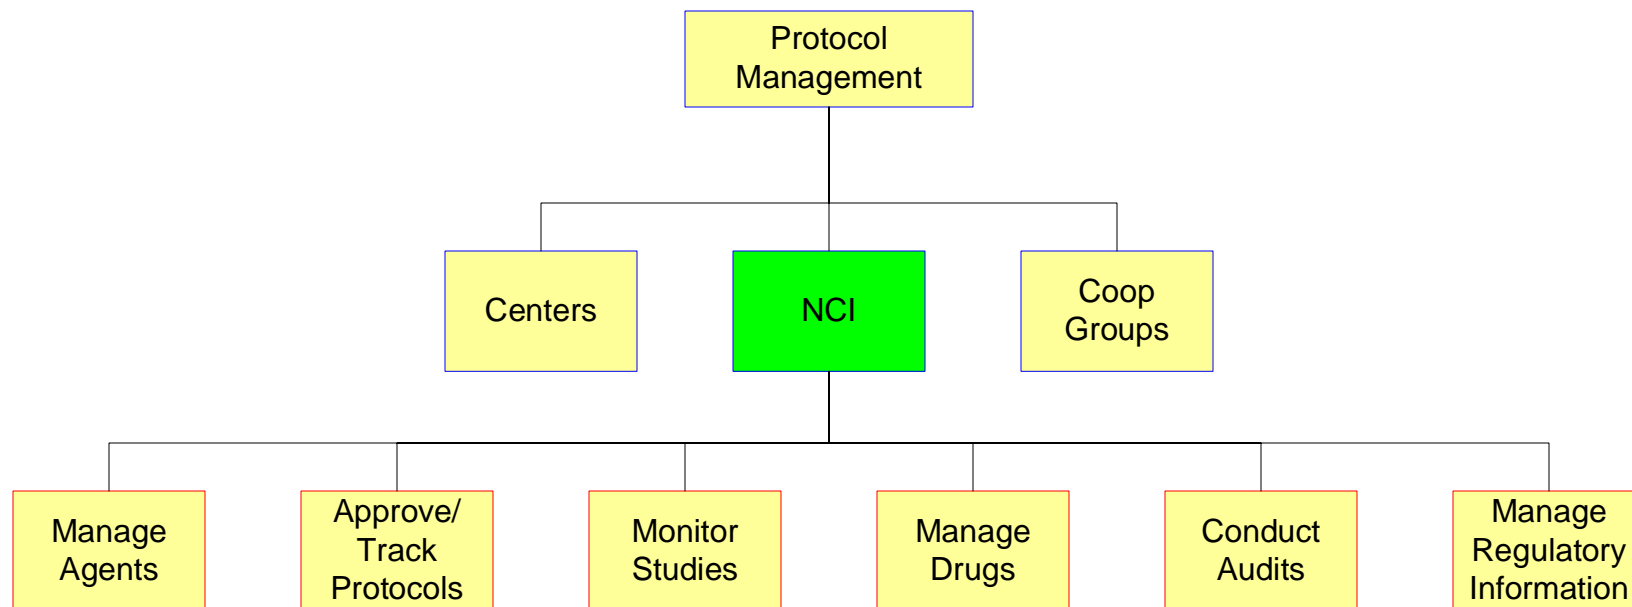 Protocol
Management
Centers
NCI
Coop
Groups
Manage
Agents
Approve/
Track
Protocols
Monitor
Studies
Manage
Drugs
Conduct
Audits
Manage
Regulatory
Information